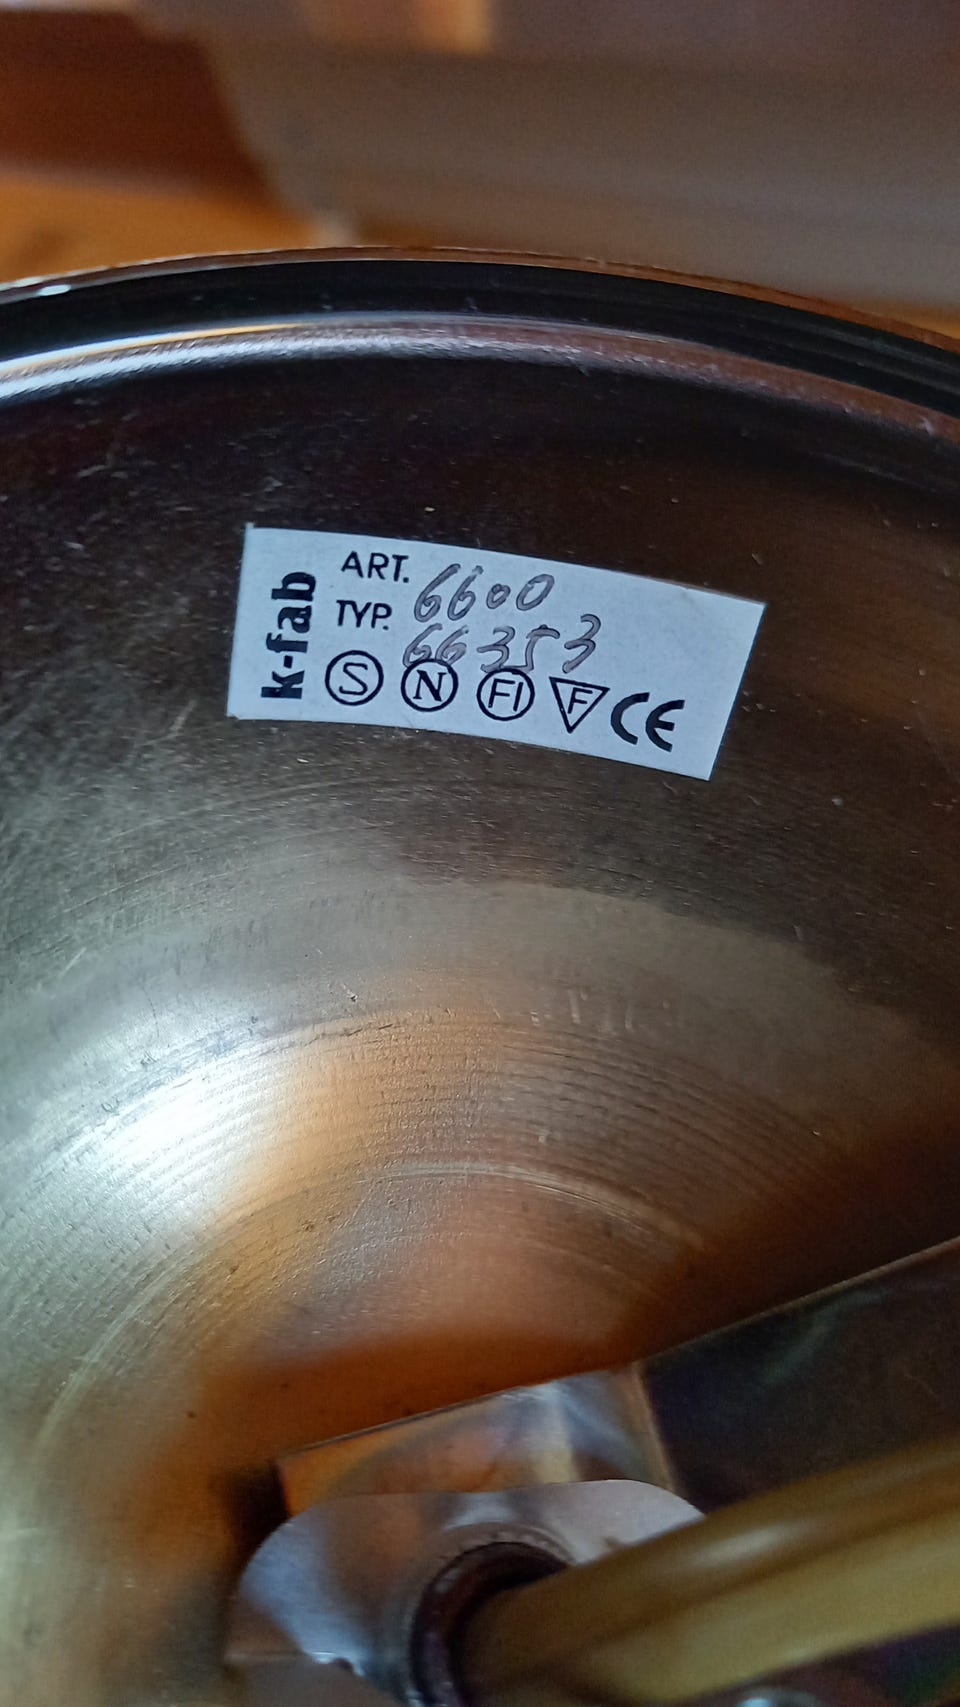 k-fab
ART. 6600
TYP. 66353
S N FI F CE